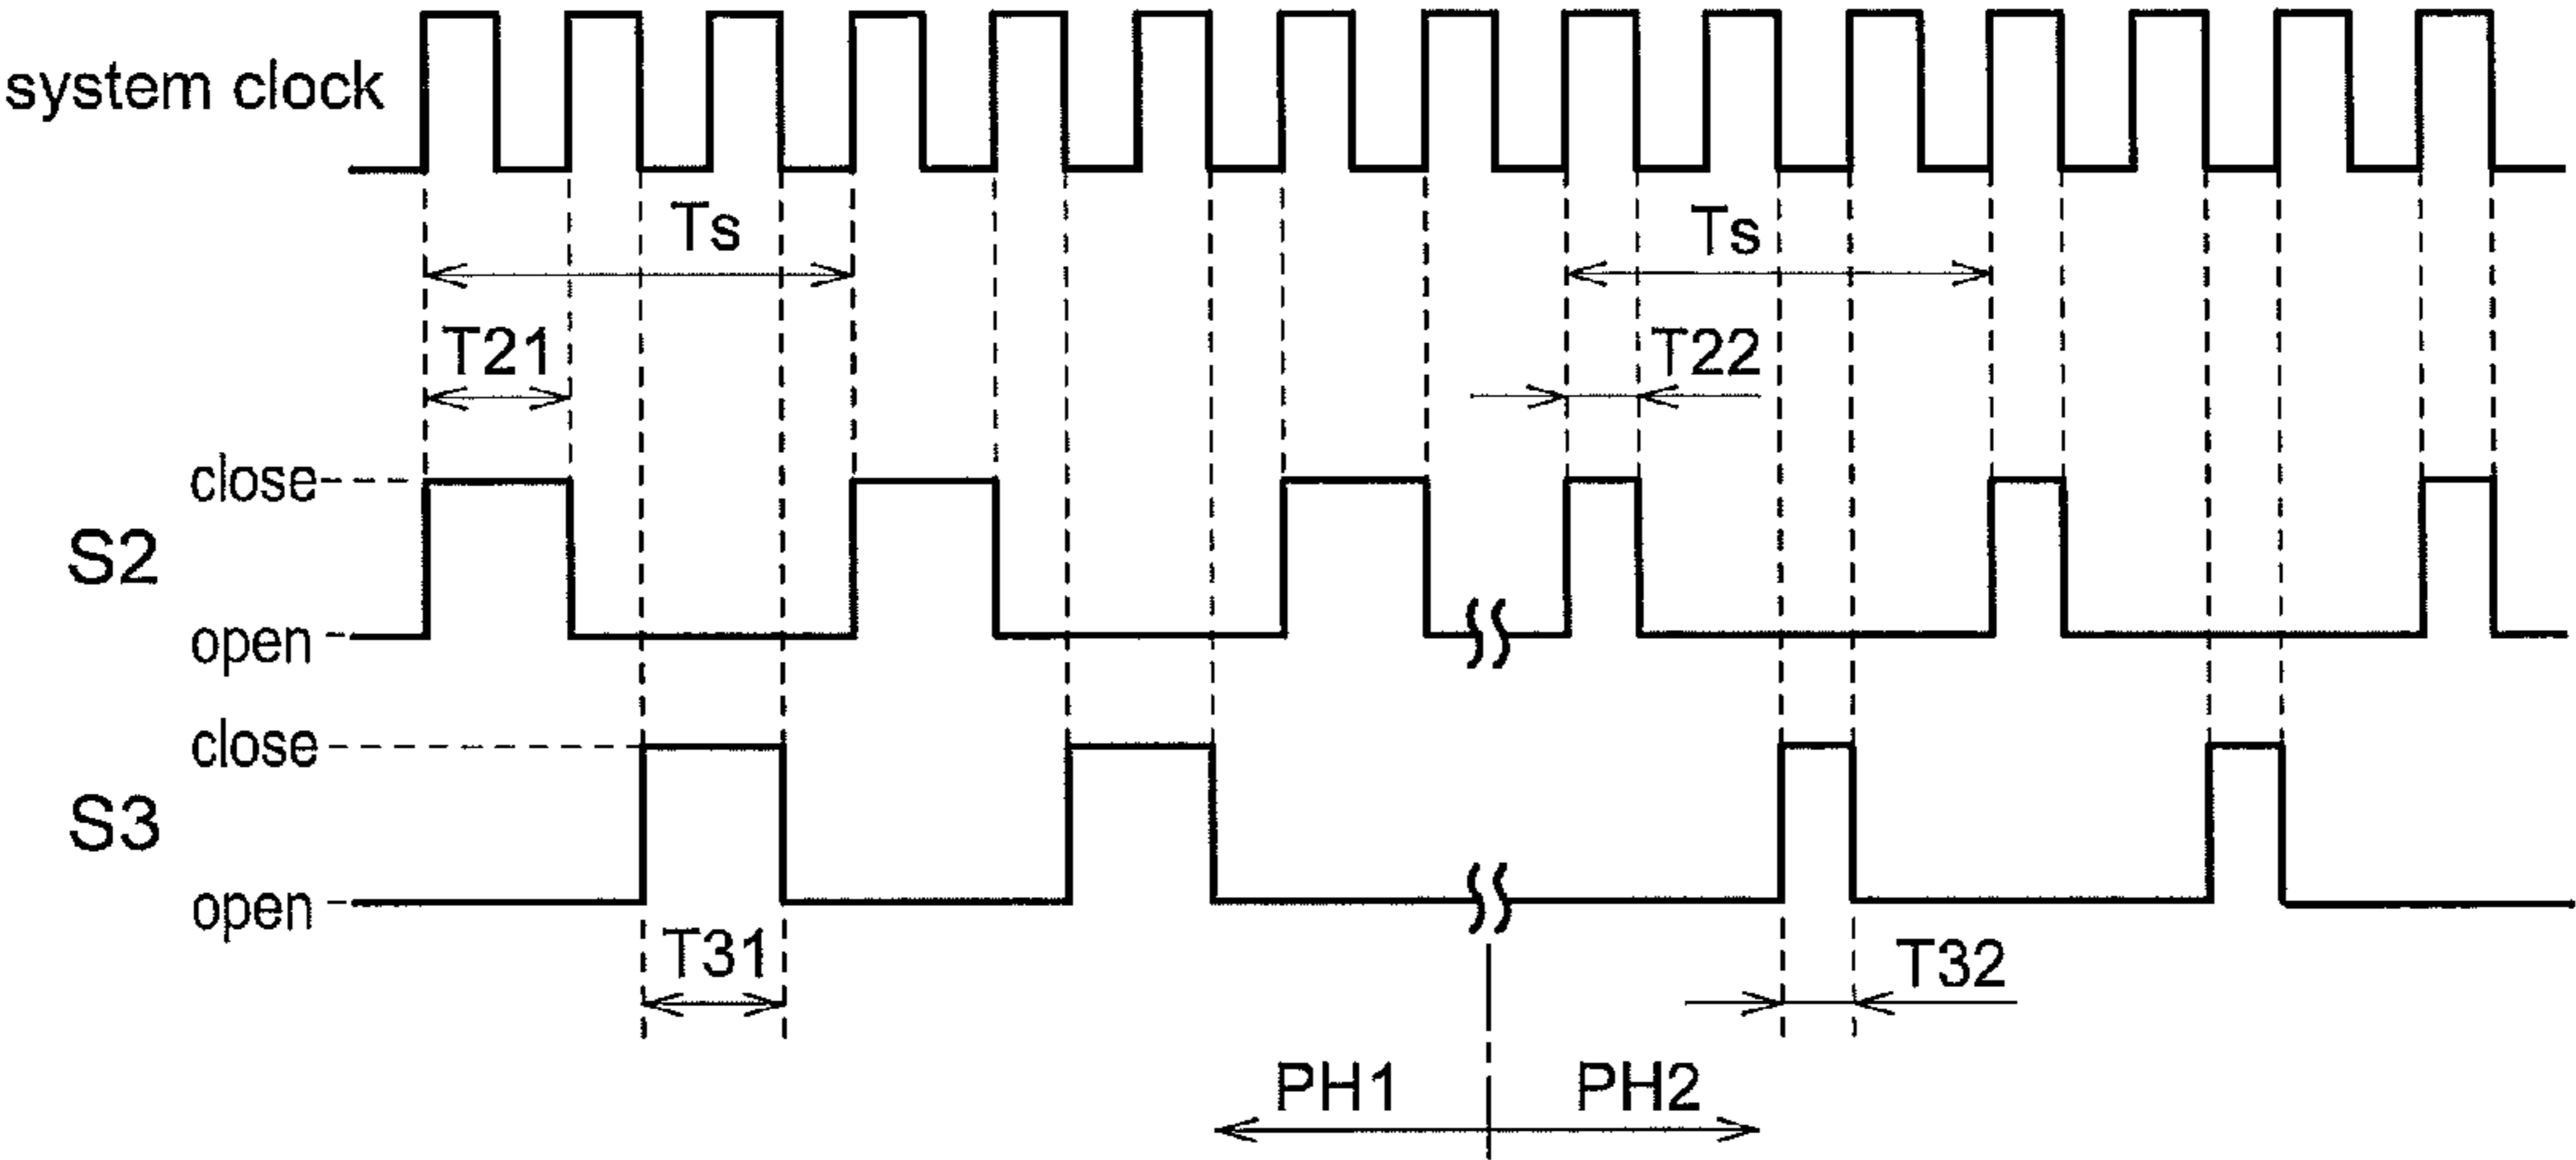 system clock
Ts
Ts
T21
T22
close
S2
open
close
S3
open
T31
T32
PH1
PH2